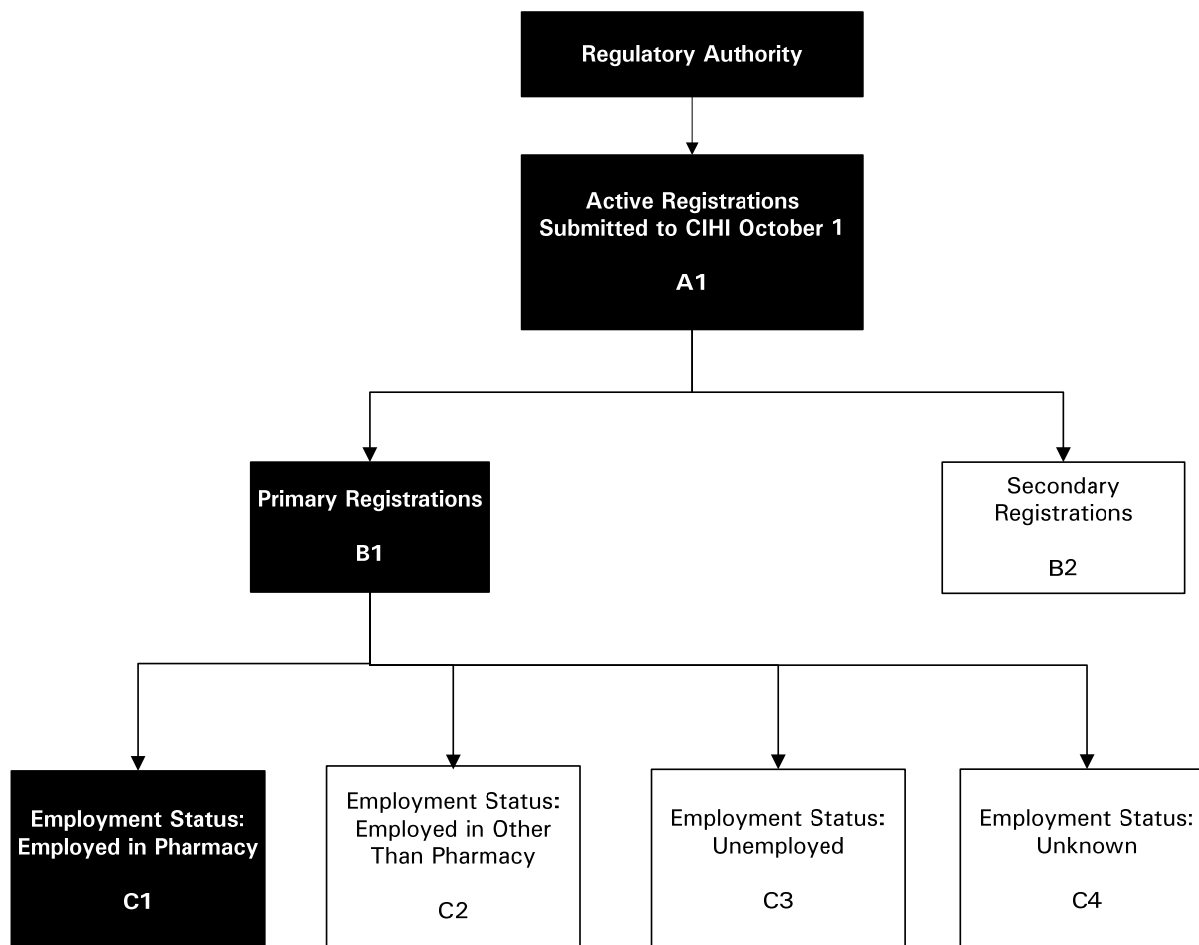 Regulatory Authority
Active Registrations
Submitted to CIHI October 1
A1
Primary Registrations
B1
Secondary
Registrations
B2
Employment Status:
Employed in Pharmacy
C1
Employment Status:
Employed in Other
Than Pharmacy
C2
Employment Status:
Unemployed
C3
Employment Status:
Unknown
C4